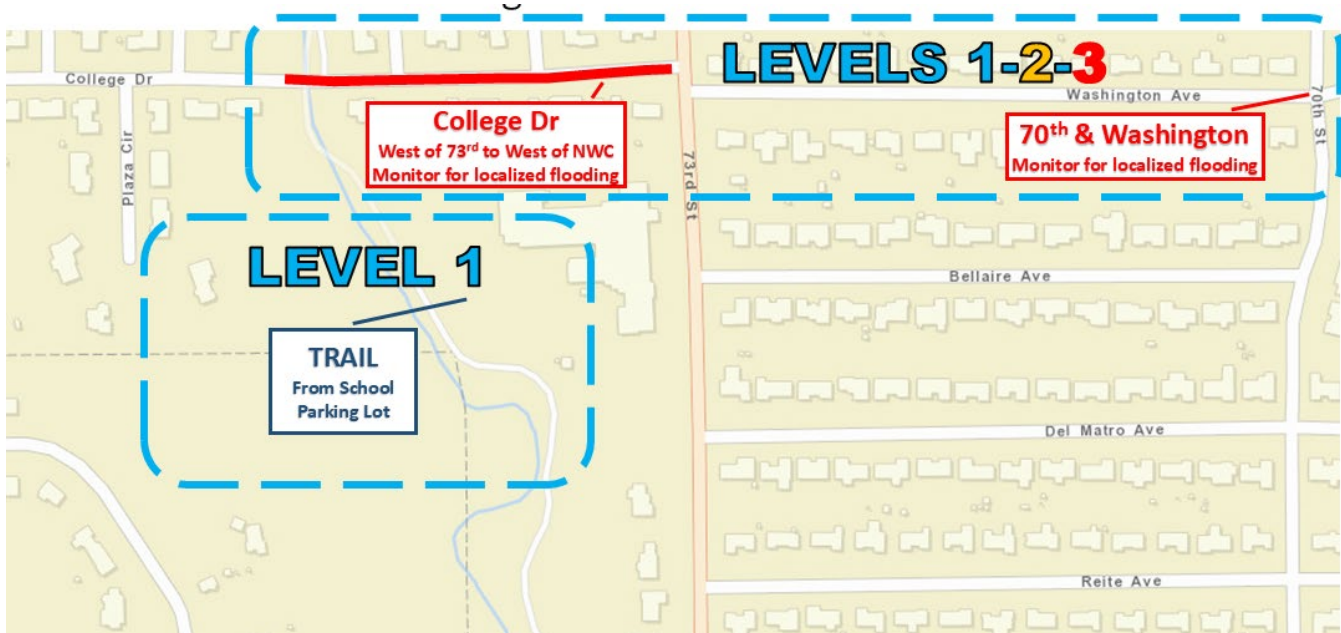 LEVELS 1-2-3
College Dr
Washington Ave
70th St
Plaza Cir
College Dr
West of 73rd to West of NWC
Monitor for localized flooding
70th & Washington
Monitor for localized flooding
73rd St
LEVEL 1
Bellaire Ave
TRAIL
From School
Parking Lot
Del Matro Ave
Reite Ave